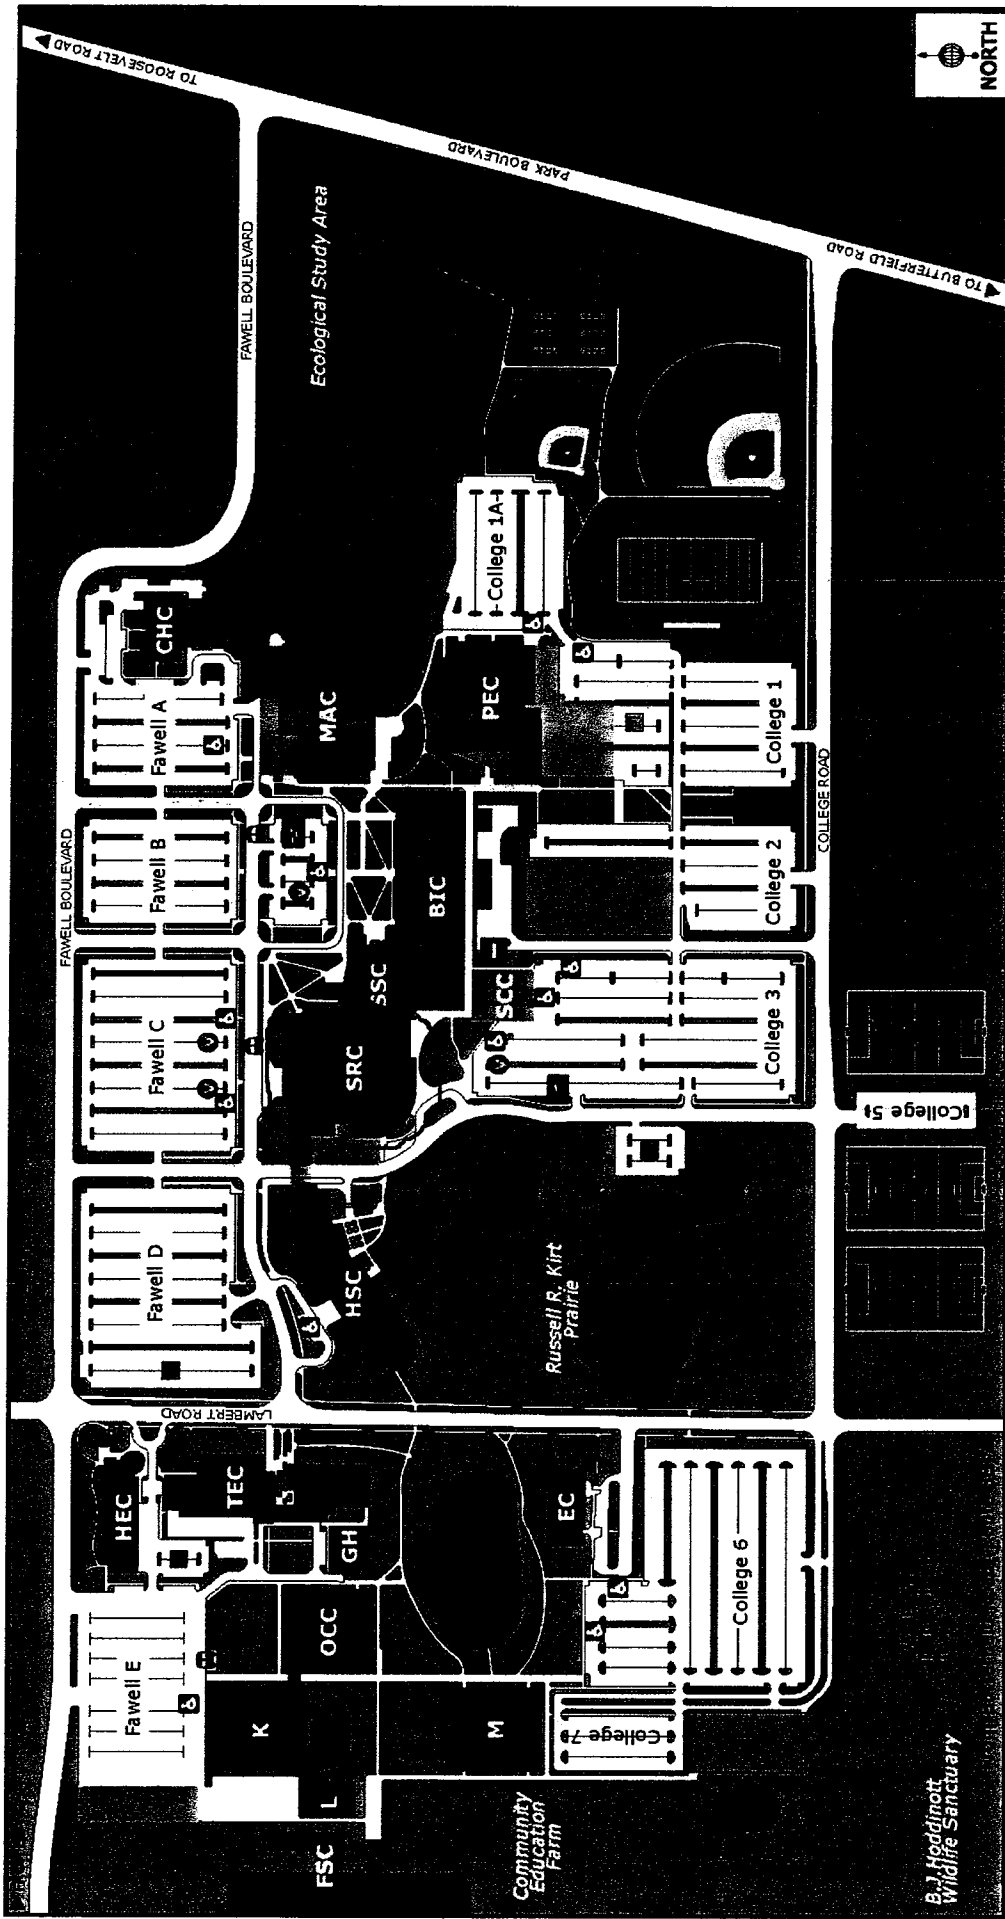 TO ROOSEVELT ROAD
NORTH
PARK BOULEVARD
FAWELL BOULEVARD
Ecological Study Area
TO BUTTERFIELD ROAD
CHC
College 1A
Fawell A
MAC
PEC
College 1
FAWELL BOULEVARD
Fawell B
BIC
College 2
COLLEGE ROAD
Fawell C
SSC
SRC
SCC
College 3
College 5
Fawell D
HSC
Russell R. Kirt
Prairie
LAMBERT ROAD
HEC
TEC
GH
EC
College 6
Fawell E
OCC
K
M
College 7
L
FSC
Community
Education
Farm
B.J. Hoddinott
Wildlife Sanctuary